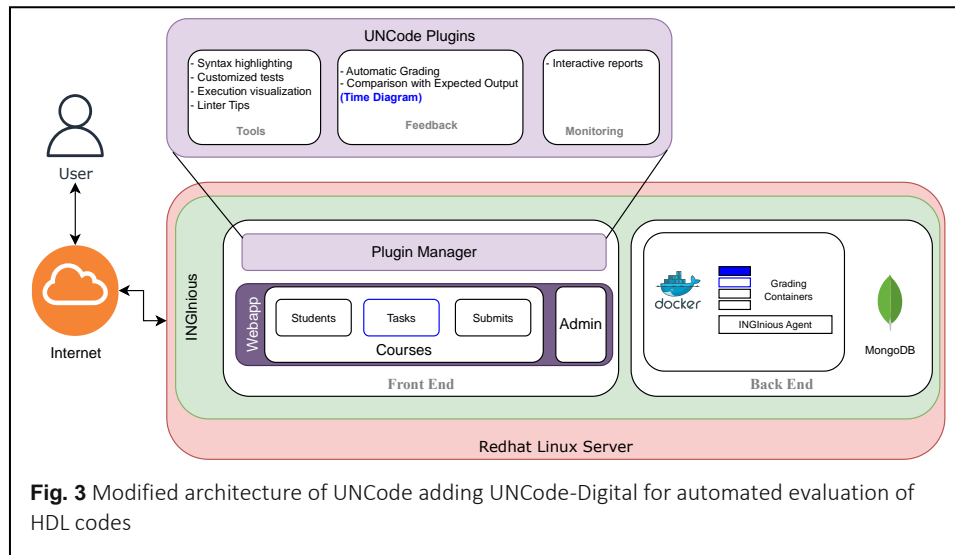 UNCode Plugins
- Syntax highlighting
- Customized tests
- Execution visualization
- Linter Tips
Tools
- Automatic Grading
- Comparison with Expected Output
(Time Diagram)
Feedback
- Interactive reports
Monitoring
User
Internet
INGInious
Plugin Manager
Webapp
Students
Tasks
Submits
Courses
Admin
Front End
docker
Grading
Containers
INGInious Agent
MongoDB
Back End
Redhat Linux Server
Fig. 3 Modified architecture of UNCode adding UNCode-Digital for automated evaluation of
HDL codes